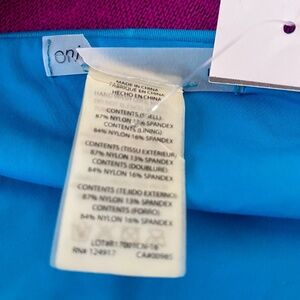 OP
MADE IN CHINA
FABRIQUÉ EN CHINE
HECHO EN CHINA
CONTENTS (SHELL)
87% NYLON 13% SPANDEX
CONTENTS (LINING)
84% NYLON 16% SPANDEX
CONTENTS (TISSU EXTÉRIEUR)
87% NYLON 13% SPANDEX
CONTENTS (DOUBLURE)
84% NYLON 16% SPANDEX
CONTENTS (TEJIDO EXTERNO)
87% NYLON 13% SPANDEX
CONTENTS (FORRO)
84% NYLON 16% SPANDEX
RN# 124917 CA#00985